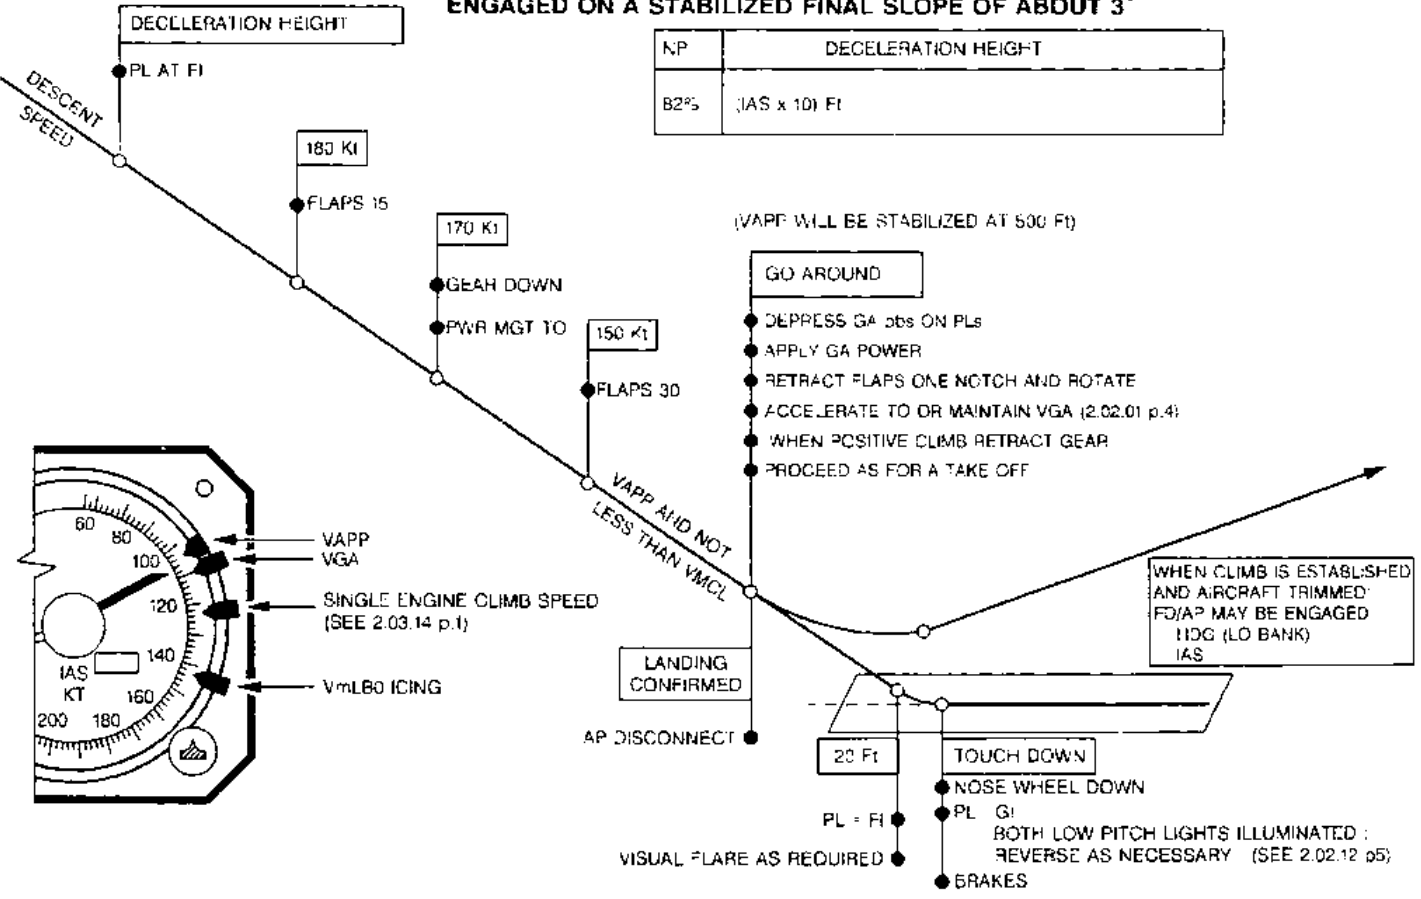 ENGAGED ON A STABILIZED FINAL SLOPE OF ABOUT 3°
DECELERATION HEIGHT
PL AT FI
DESCENT
SPEED
NP DECELERATION HEIGHT
82% (IAS x 10) Ft
180 Kt
FLAPS 15
170 Kt
GEAR DOWN
PWR MGT TO
150 Kt
FLAPS 30
(VAPP WILL BE STABILIZED AT 500 Ft)
GO AROUND
DEPRESS GA pbs ON PLs
APPLY GA POWER
RETRACT FLAPS ONE NOTCH AND ROTATE
ACCELERATE TO OR MAINTAIN VGA (2.02.01 p.4)
WHEN POSITIVE CLIMB RETRACT GEAR
PROCEED AS FOR A TAKE OFF
VAPP AND NOT
LESS THAN VMCL
60
80
100
120
140
160
180
200
IAS
KT
VAPP
VGA
SINGLE ENGINE CLIMB SPEED
(SEE 2.03.14 p.1)
VmLB0 ICING
WHEN CLIMB IS ESTABLISHED
AND AIRCRAFT TRIMMED:
FD/AP MAY BE ENGAGED
HDG (LO BANK)
IAS
LANDING
CONFIRMED
AP DISCONNECT
20 Ft
PL = FI
VISUAL FLARE AS REQUIRED
TOUCH DOWN
NOSE WHEEL DOWN
PL GI
BOTH LOW PITCH LIGHTS ILLUMINATED :
REVERSE AS NECESSARY (SEE 2.02.12 p5)
BRAKES